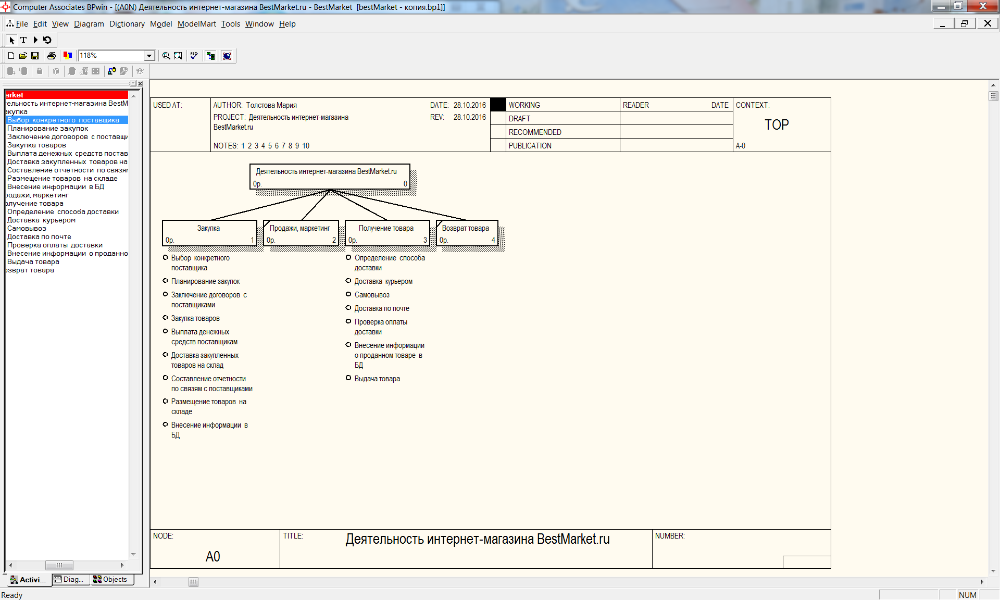 Computer Associates BPwin - [(A0N) Деятельность интернет-магазина BestMarket.ru - BestMarket  [bestMarket - копия.bp1]]
File Edit View Diagram Dictionary Model ModelMart Tools Window Help
T
118%
ABC
arket
тельность интернет-магазина BestM
акупка
Выбор конкретного поставщика
Планирование закупок
Заключение договоров с поставщи
Закупка товаров
Выплата денежных средств постав
Доставка закупленных товаров на
Составление отчетности по связям
Размещение товаров на складе
Внесение информации в БД
родажи, маркетинг
олучение товара
Определение способа доставки
Доставка курьером
Самовывоз
Доставка по почте
Проверка оплаты доставки
Внесение информации о проданно
Выдача товара
озврат товара
Activi... Diag... Objects
USED AT:
AUTHOR: Толстова Мария
DATE: 28.10.2016
PROJECT: Деятельность интернет-магазина
BestMarket.ru
REV: 28.10.2016
NOTES: 1 2 3 4 5 6 7 8 9 10
WORKING
DRAFT
RECOMMENDED
PUBLICATION
READER DATE
CONTEXT:
TOP
A-0
Деятельность интернет-магазина BestMarket.ru
0р. 0
Закупка
0р. 1
Продажи, маркетинг
0р. 2
Получение товара
0р. 3
Возврат товара
0р. 4
Выбор конкретного
поставщика
Планирование закупок
Заключение договоров с
поставщиками
Закупка товаров
Выплата денежных
средств поставщикам
Доставка закупленных
товаров на склад
Составление отчетности
по связям с поставщиками
Размещение товаров на
складе
Внесение информации в
БД
Определение способа
доставки
Доставка курьером
Самовывоз
Доставка по почте
Проверка оплаты
доставки
Внесение информации
о проданном товаре в
БД
Выдача товара
NODE:
A0
TITLE:
Деятельность интернет-магазина BestMarket.ru
NUMBER:
Ready
NUM